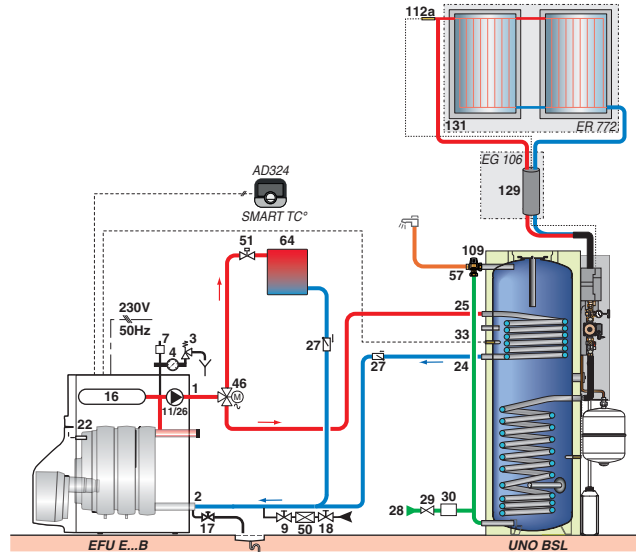 112a
131
ER 772
EG 106
129
AD324
SMART TC°
51
64
109
57
230V
50Hz
7
3
4
25
33
27
27
24
16
1
11/26
46
M
22
2
17
9
50
18
28
29
30
EFU E...B
UNO BSL